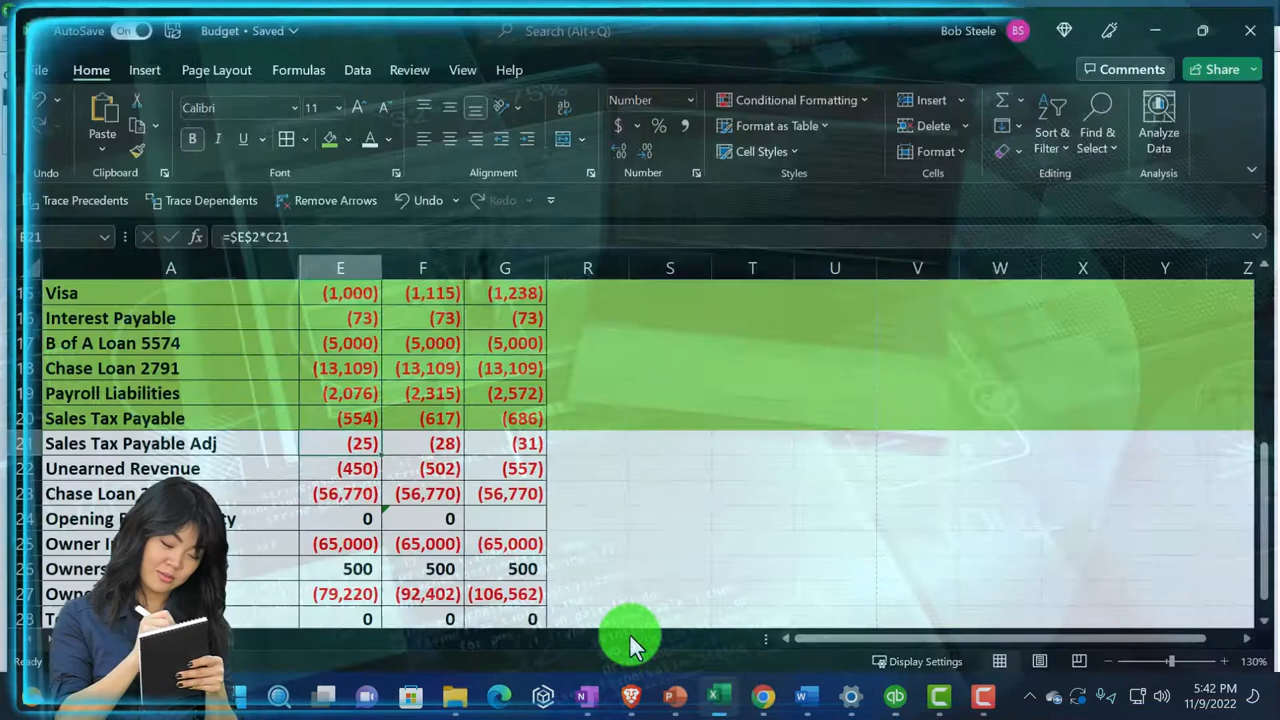 AutoSave On Budget • Saved Search (Alt+Q) Bob Steele BS
File Home Insert Page Layout Formulas Data Review View Help Comments Share
Paste Calibri 11 Number Conditional Formatting Format as Table Cell Styles Insert Delete Format Sort & Filter Find & Select Analyze Data
Undo Clipboard Font Alignment Number Styles Cells Editing Analysis
Trace Precedents Trace Dependents Remove Arrows Undo Redo
E21 fx =$E$2*C21
A E F G R S T U V W X Y Z
15 Visa (1,000) (1,115) (1,238)
16 Interest Payable (73) (73) (73)
17 B of A Loan 5574 (5,000) (5,000) (5,000)
18 Chase Loan 2791 (13,109) (13,109) (13,109)
19 Payroll Liabilities (2,076) (2,315) (2,572)
20 Sales Tax Payable (554) (617) (686)
21 Sales Tax Payable Adj (25) (28) (31)
22 Unearned Revenue (450) (502) (557)
23 Chase Loan (56,770) (56,770) (56,770)
24 Opening 0 0
25 Owner (65,000) (65,000) (65,000)
26 500 500 500
27 (79,220) (92,402) (106,562)
28 0 0 0
Ready Display Settings 130%
5:42 PM
11/9/2022